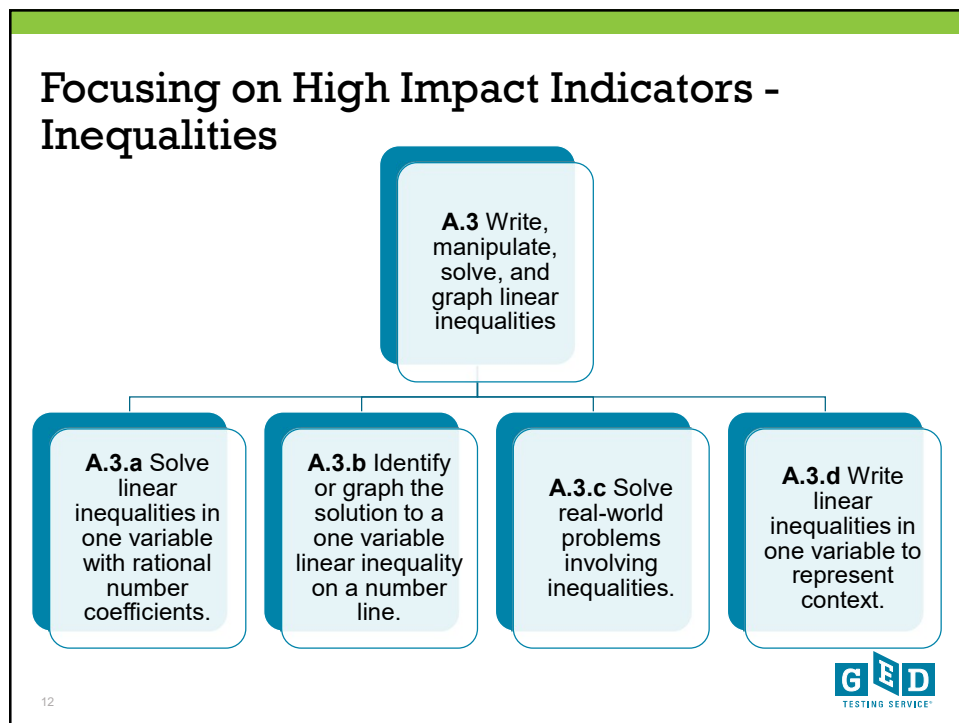 Focusing on High Impact Indicators -
Inequalities
A.3 Write,
manipulate,
solve, and
graph linear
inequalities
A.3.a Solve
linear
inequalities in
one variable
with rational
number
coefficients.
A.3.b Identify
or graph the
solution to a
one variable
linear inequality
on a number
line.
A.3.c Solve
real-world
problems
involving
inequalities.
A.3.d Write
linear
inequalities in
one variable to
represent
context.
12
GED
TESTING SERVICE®